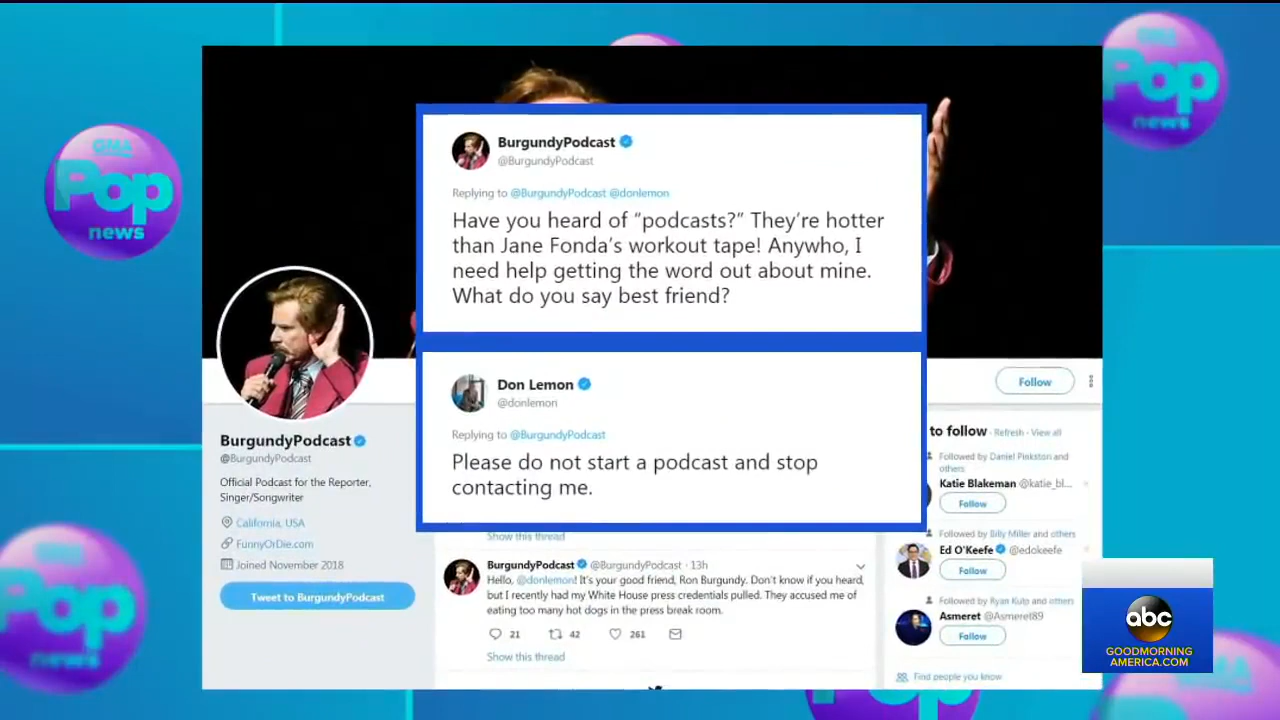 GMA
Pop
news
GMA
Pop
news
BurgundyPodcast
@BurgundyPodcast
Replying to @BurgundyPodcast @donlemon
Have you heard of “podcasts?” They’re hotter
than Jane Fonda’s workout tape! Anywho, I
need help getting the word out about mine.
What do you say best friend?
Don Lemon
@donlemon
Replying to @BurgundyPodcast
Please do not start a podcast and stop
contacting me.
BurgundyPodcast
@BurgundyPodcast
Official Podcast for the Reporter,
Singer/Songwriter
California, USA
FunnyOrDie.com
Joined November 2018
Tweet to BurgundyPodcast
Show this thread
BurgundyPodcast @BurgundyPodcast · 13h
Hello, @donlemon! It's your good friend, Ron Burgundy. Don't know if you heard,
but I recently had my White House press credentials pulled. They accused me of
eating too many hot dogs in the press break room.
21 42 261
Show this thread
Follow
to follow · Refresh · View all
Followed by Daniel Pinkston and
others
Katie Blakeman @katie_bl...
Follow
Followed by Billy Miller and others
Ed O'Keefe @edokeefe
Follow
Followed by Ryan Kulp and others
Asmeret @Asmeret89
Follow
Find people you know
abc
GOODMORNING
AMERICA.COM
GMA
Pop
news